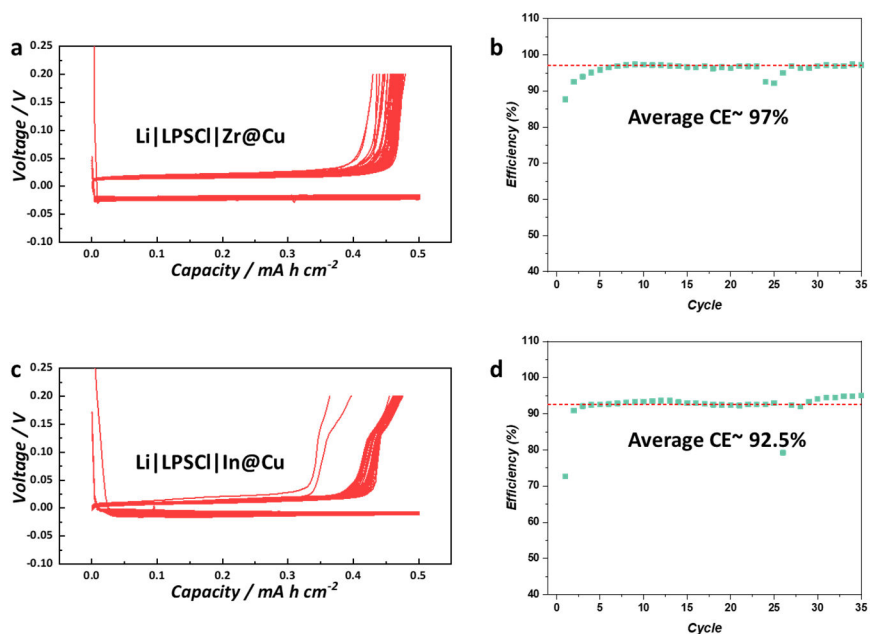 a
0.25
0.20
0.15
0.10
0.05
0.00
-0.05
-0.10
Voltage / V
Li|LPSCl|Zr@Cu
0.0 0.1 0.2 0.3 0.4 0.5
Capacity / mA h cm⁻²
b
110
100
90
80
70
60
50
40
Efficiency (%)
Average CE~ 97%
0 5 10 15 20 25 30 35
Cycle
c
0.25
0.20
0.15
0.10
0.05
0.00
-0.05
-0.10
Voltage / V
Li|LPSCl|In@Cu
0.0 0.1 0.2 0.3 0.4 0.5
Capacity / mA h cm⁻²
d
110
100
90
80
70
60
50
40
Efficiency (%)
Average CE~ 92.5%
0 5 10 15 20 25 30 35
Cycle